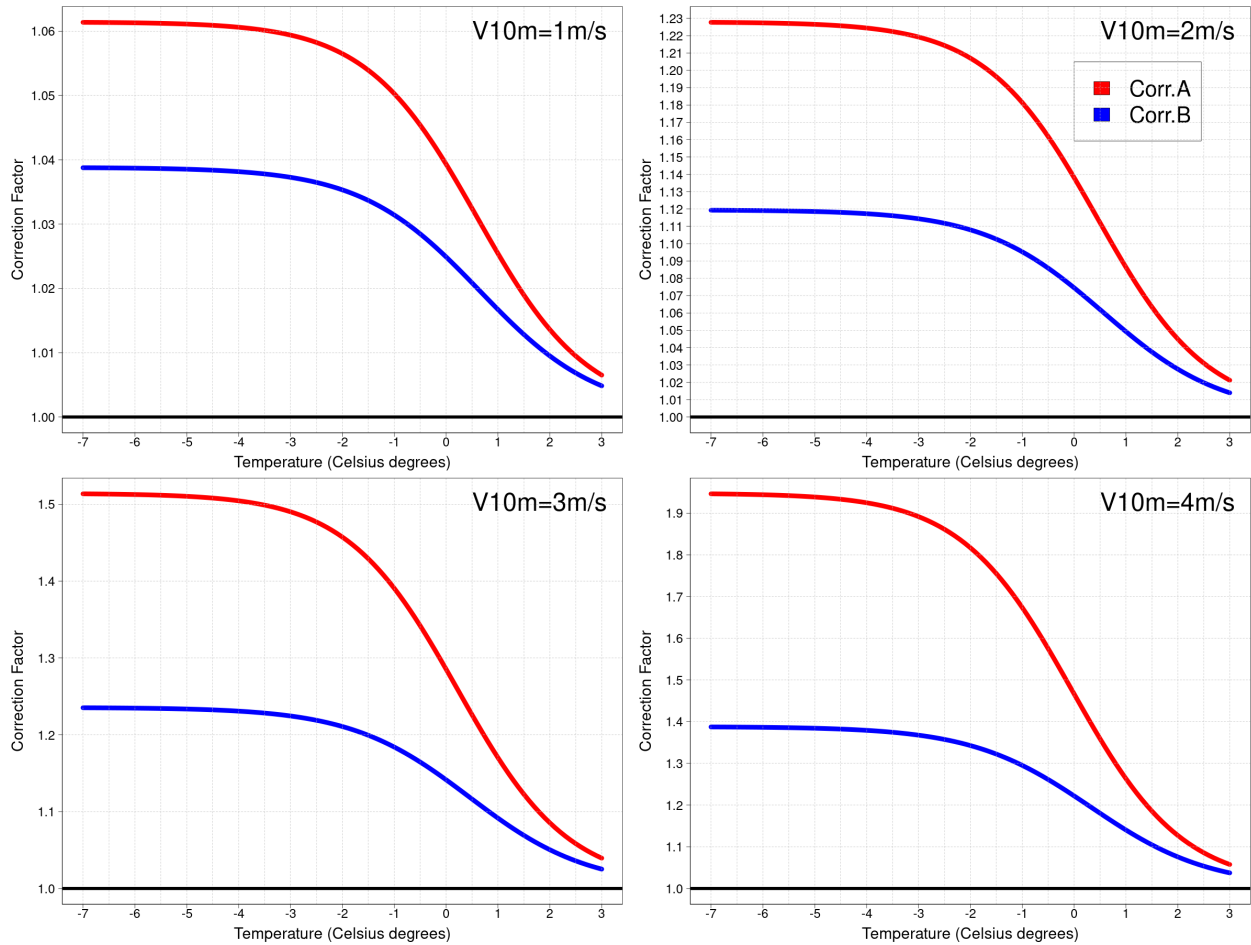 V10m=1m/s
1.06
1.05
1.04
1.03
1.02
1.01
1.00
Correction Factor
-7 -6 -5 -4 -3 -2 -1 0 1 2 3
Temperature (Celsius degrees)
V10m=2m/s
Corr.A
Corr.B
1.23
1.22
1.21
1.20
1.19
1.18
1.17
1.16
1.15
1.14
1.13
1.12
1.11
1.10
1.09
1.08
1.07
1.06
1.05
1.04
1.03
1.02
1.01
1.00
Correction Factor
-7 -6 -5 -4 -3 -2 -1 0 1 2 3
Temperature (Celsius degrees)
V10m=3m/s
1.5
1.4
1.3
1.2
1.1
1.0
Correction Factor
-7 -6 -5 -4 -3 -2 -1 0 1 2 3
Temperature (Celsius degrees)
V10m=4m/s
1.9
1.8
1.7
1.6
1.5
1.4
1.3
1.2
1.1
1.0
Correction Factor
-7 -6 -5 -4 -3 -2 -1 0 1 2 3
Temperature (Celsius degrees)